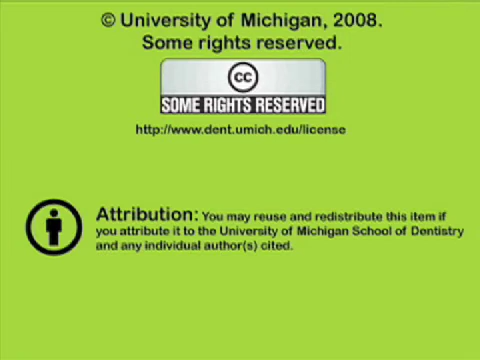 © University of Michigan, 2008.
Some rights reserved.
cc
SOME RIGHTS RESERVED
http://www.dent.umich.edu/license
Attribution: You may reuse and redistribute this item if
you attribute it to the University of Michigan School of Dentistry
and any individual author(s) cited.